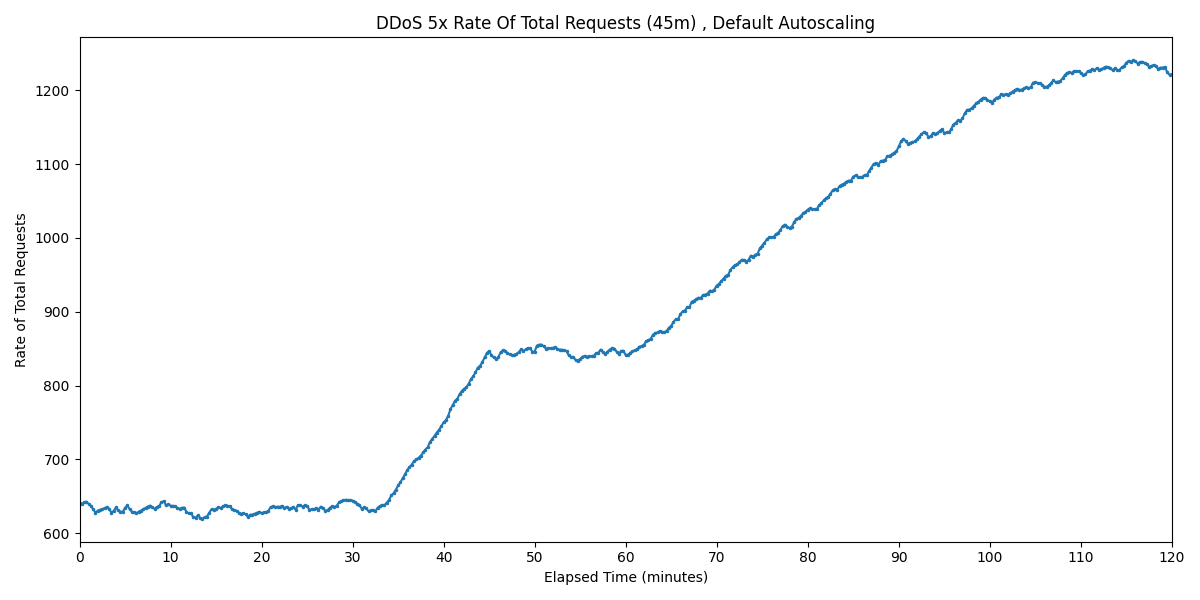 DDoS 5x Rate Of Total Requests (45m) , Default Autoscaling
1200
1100
1000
900
800
700
600
Rate of Total Requests
0 10 20 30 40 50 60 70 80 90 100 110 120
Elapsed Time (minutes)